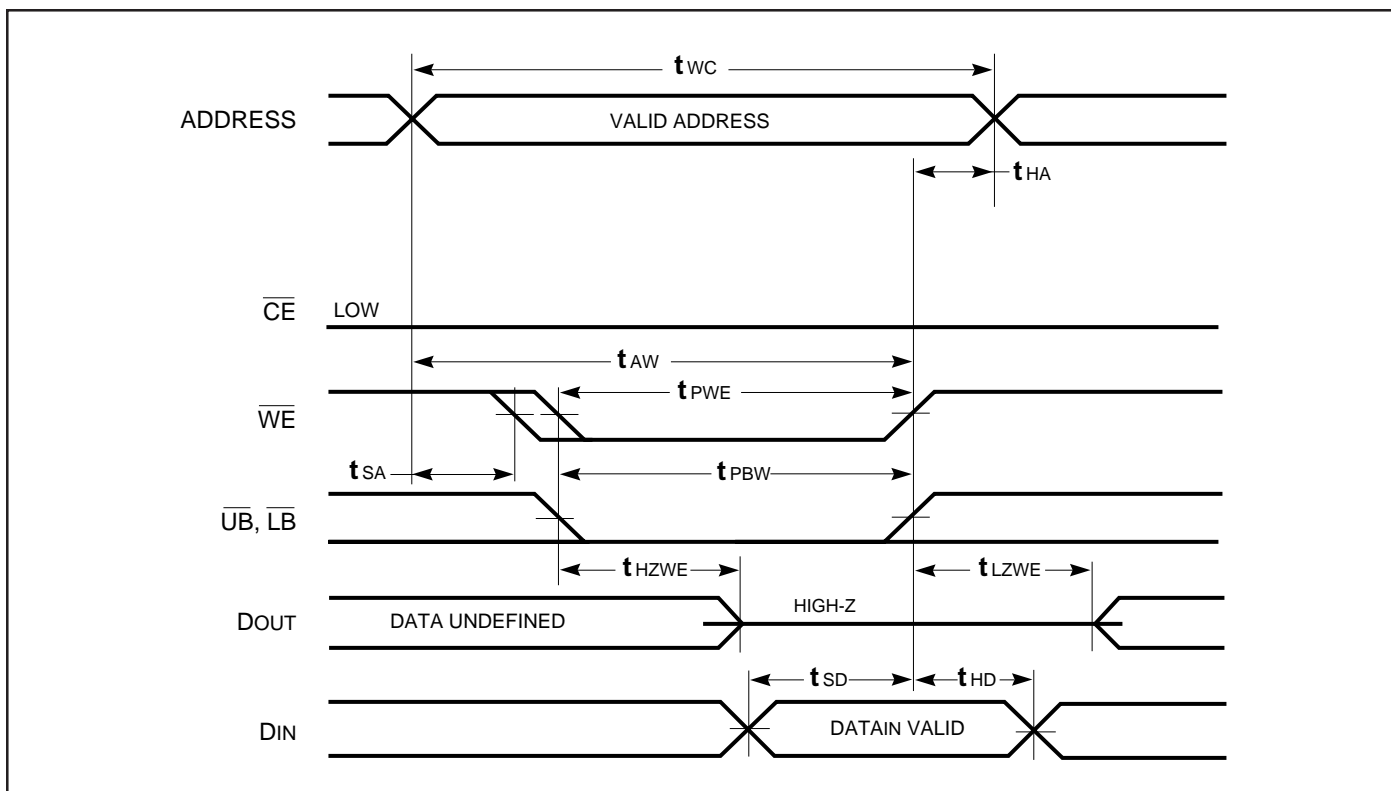 tWC
ADDRESS VALID ADDRESS
tHA
CE LOW
tAW
tPWE
WE
tSA tPBW
UB, LB
tHZWE tLZWE
HIGH-Z
DOUT DATA UNDEFINED
tSD tHD
DIN DATAIN VALID